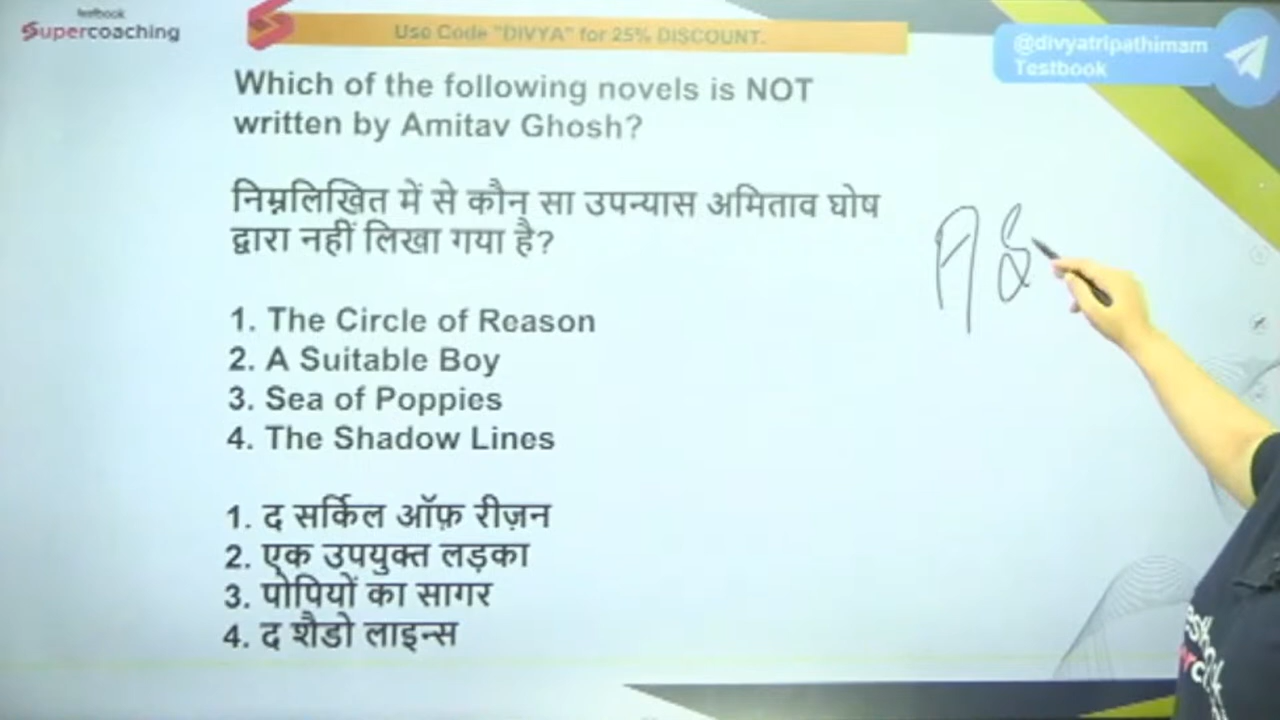 testbook
Supercoaching
Use Code "DIVYA" for 25% DISCOUNT.
@divyatripathimam
Testbook
Which of the following novels is NOT
written by Amitav Ghosh?
निम्नलिखित में से कौन सा उपन्यास अमिताव घोष
द्वारा नहीं लिखा गया है?
1. The Circle of Reason
2. A Suitable Boy
3. Sea of Poppies
4. The Shadow Lines
1. द सर्किल ऑफ़ रीज़न
2. एक उपयुक्त लड़का
3. पोपियों का सागर
4. द शैडो लाइन्स